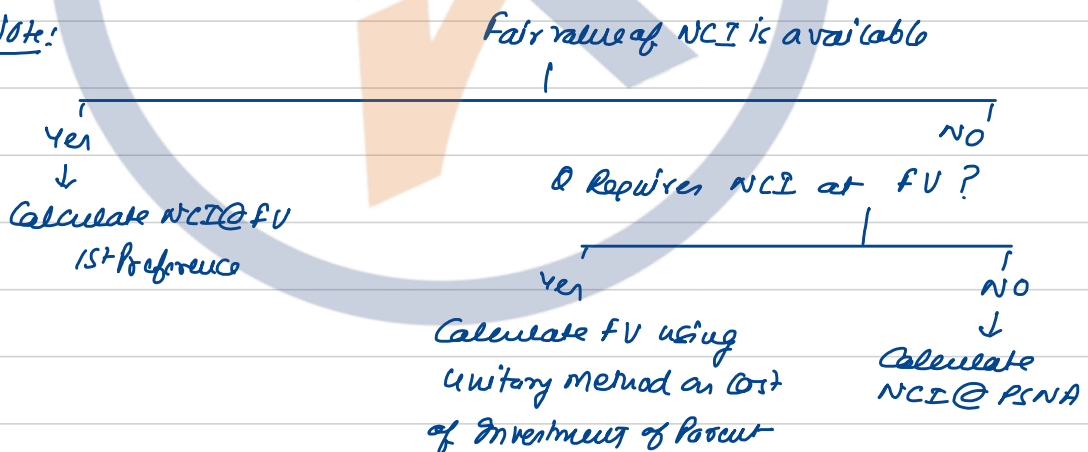 Note:
Fair value of NCI is available
Yes
NO
↓
Q Requires NCI at FV ?
Calculate NCI@FV
1st Preference
Yes
NO
↓
Calculate FV using
Unitary Method on Cost
of Investment of Parent
Calculate
NCI@PSNA